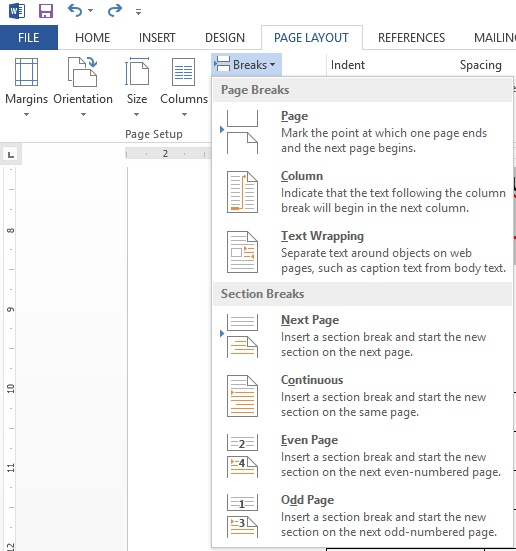 FILE HOME INSERT DESIGN PAGE LAYOUT REFERENCES
Breaks Indent Spacing
Margins Orientation Size Columns
Page Setup
2
8
9
10
11
12
Page Breaks
Page
Mark the point at which one page ends
and the next page begins.
Column
Indicate that the text following the column
break will begin in the next column.
Text Wrapping
Separate text around objects on web
pages, such as caption text from body text.
Section Breaks
Next Page
Insert a section break and start the new
section on the next page.
Continuous
Insert a section break and start the new
section on the same page.
2
4
Even Page
Insert a section break and start the new
section on the next even-numbered page.
1
3
Odd Page
Insert a section break and start the new
section on the next odd-numbered page.